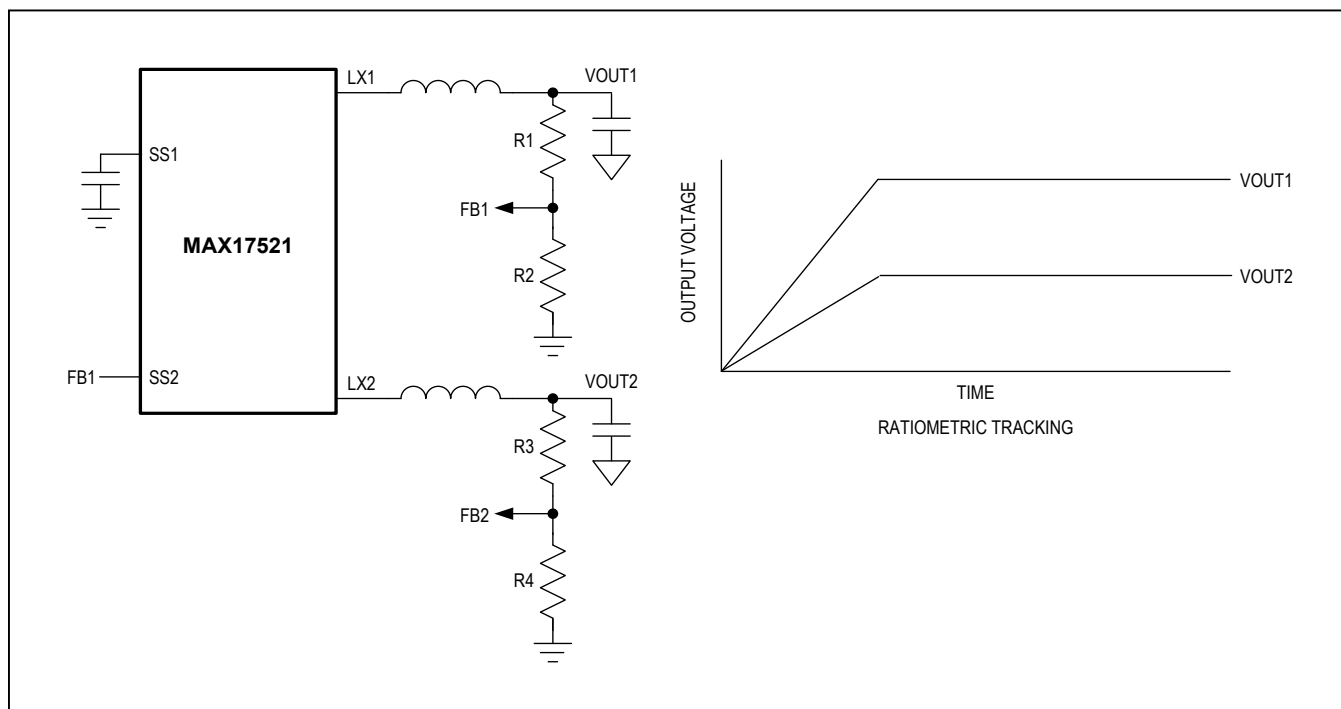 LX1
VOUT1
R1
SS1
FB1
MAX17521
R2
FB1
SS2
LX2
VOUT2
R3
FB2
R4
OUTPUT VOLTAGE
VOUT1
VOUT2
TIME
RATIOMETRIC TRACKING